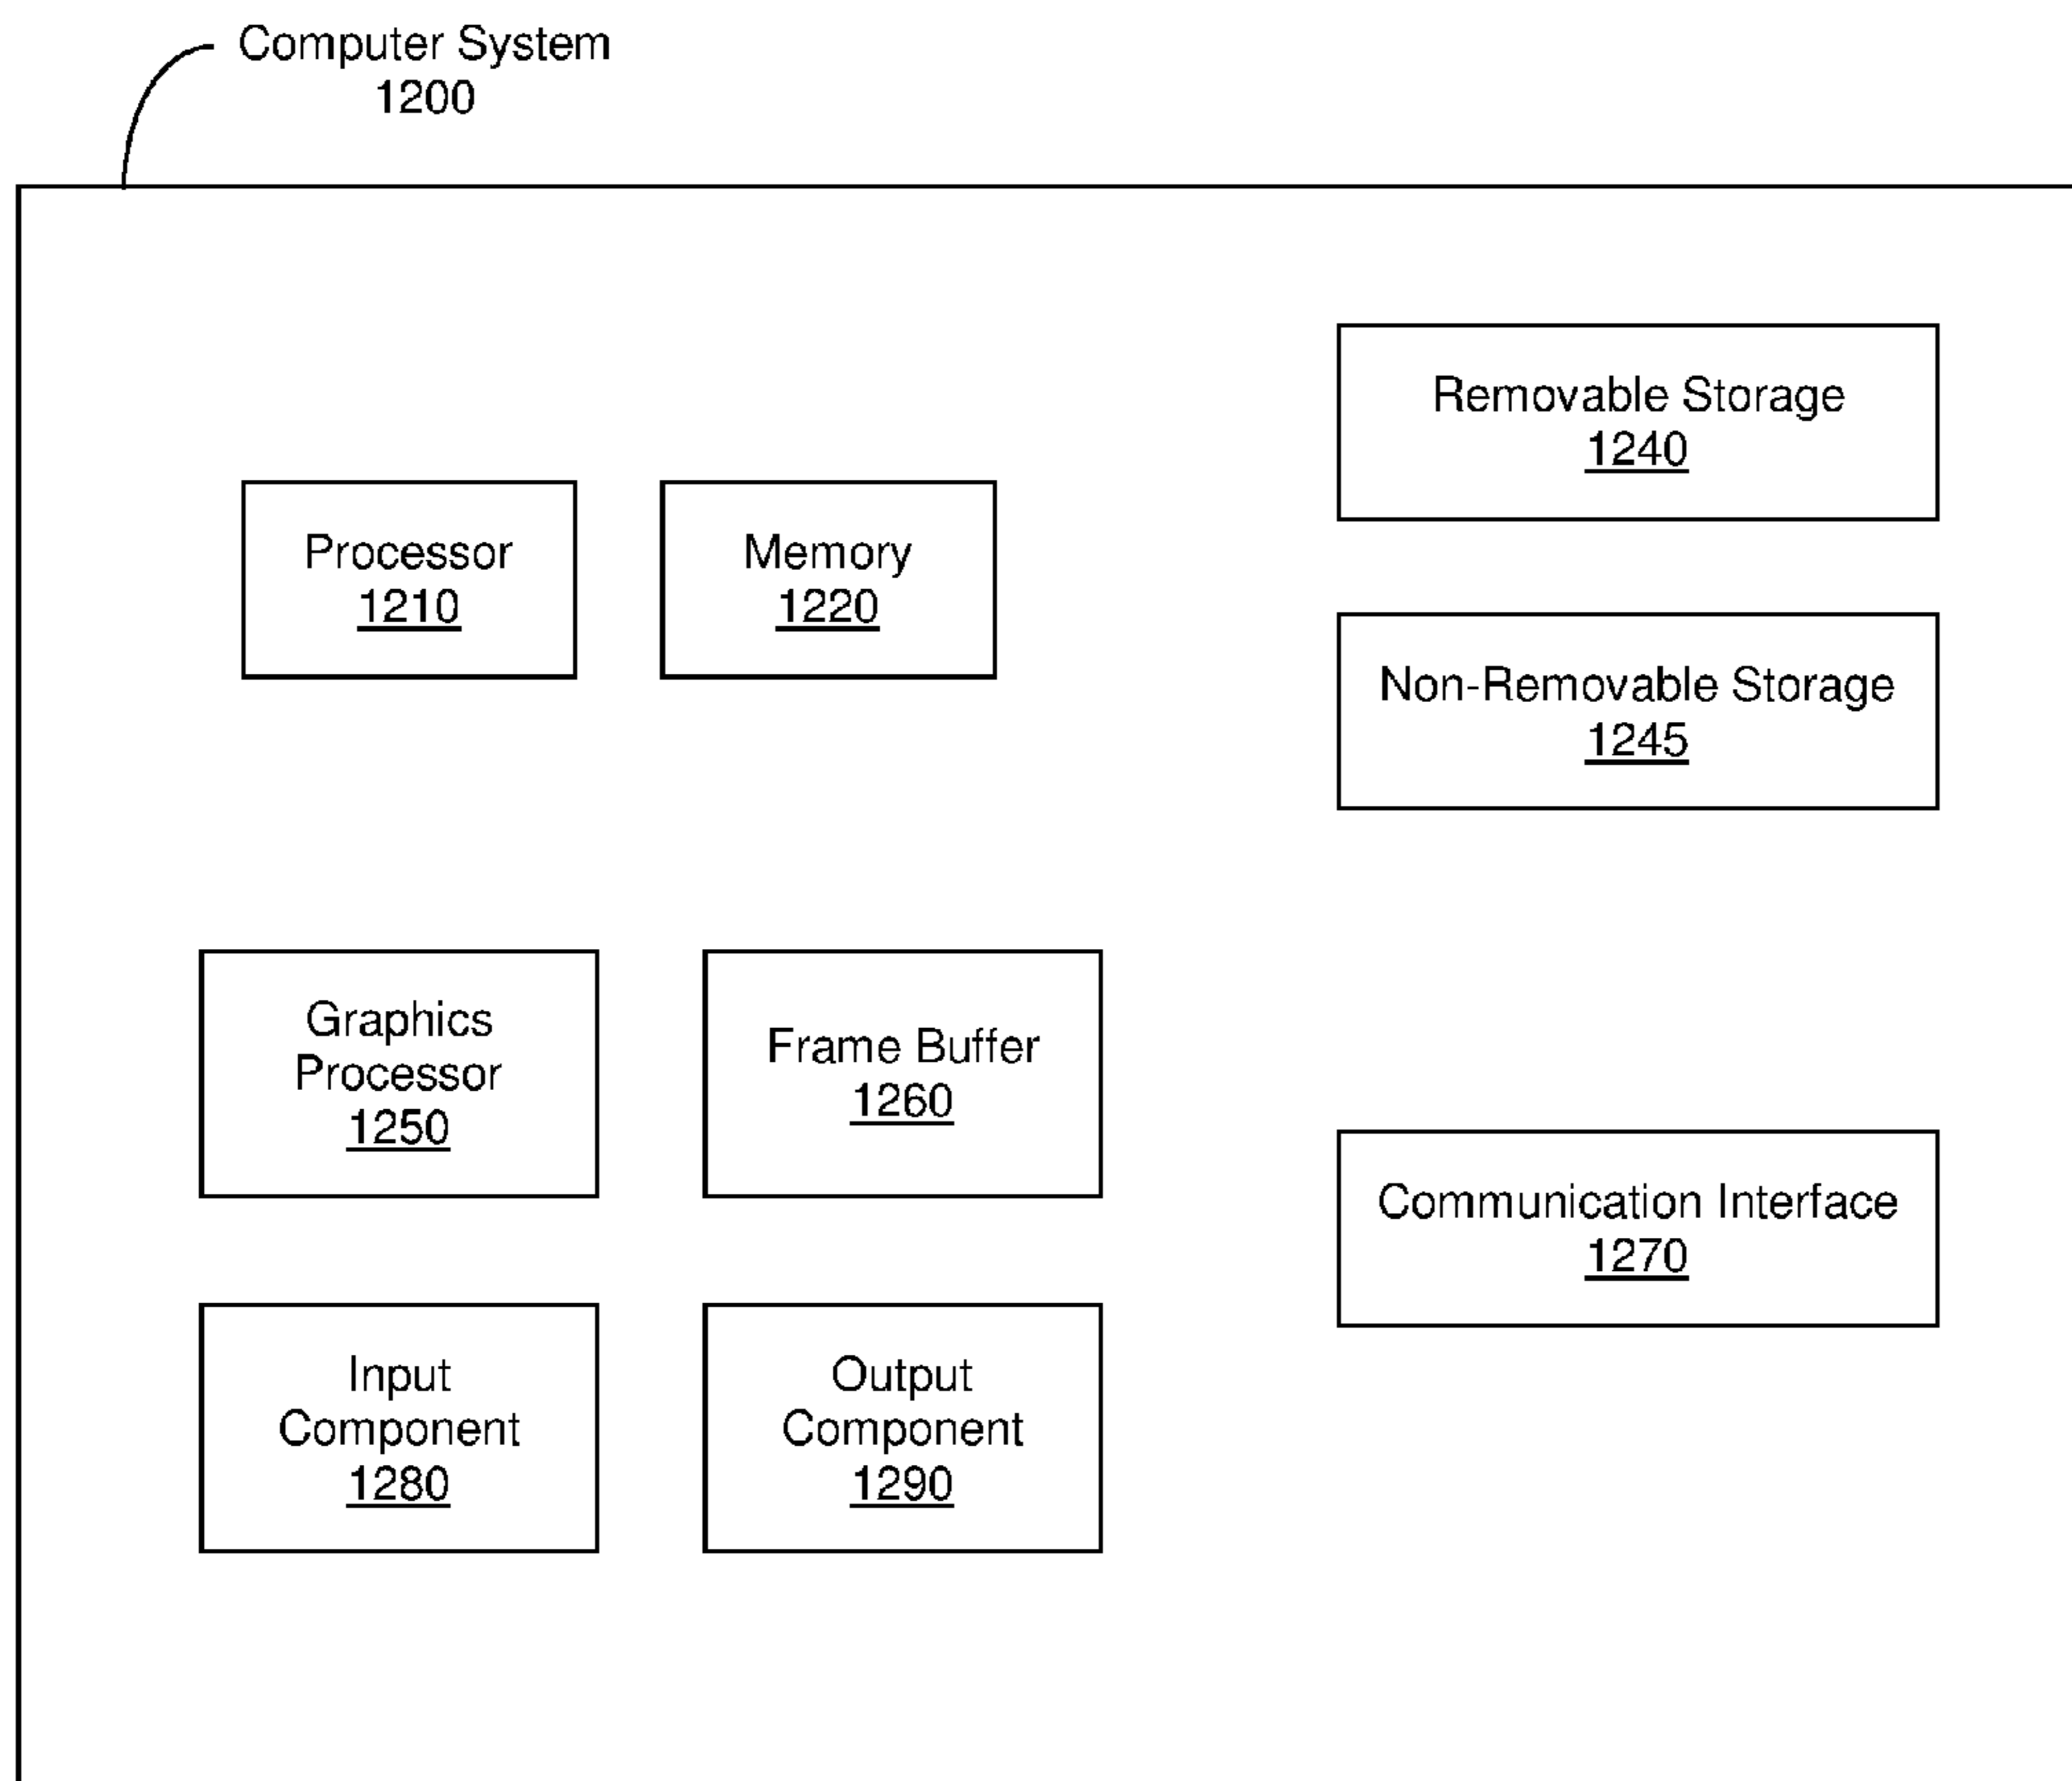 Computer System
1200
Removable Storage
1240
Processor
1210
Memory
1220
Non-Removable Storage
1245
Graphics
Processor
1250
Frame Buffer
1260
Communication Interface
1270
Input
Component
1280
Output
Component
1290